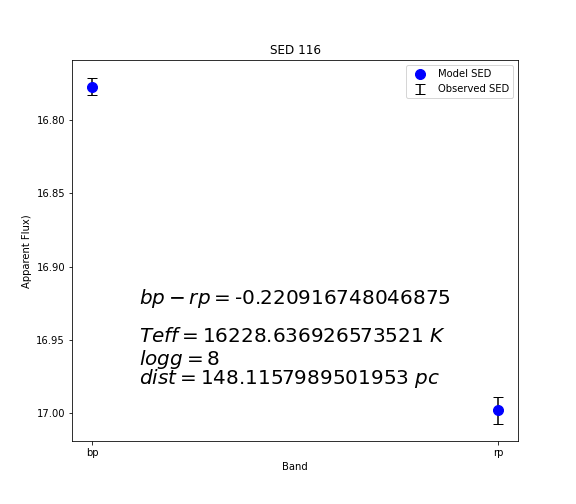 SED 116
Model SED
Observed SED
16.80
16.85
16.90
16.95
17.00
Apparent Flux)
bp − rp = -0.220916748046875
Teff = 16228.636926573521 K
logg = 8
dist = 148.1157989501953 pc
bp
rp
Band